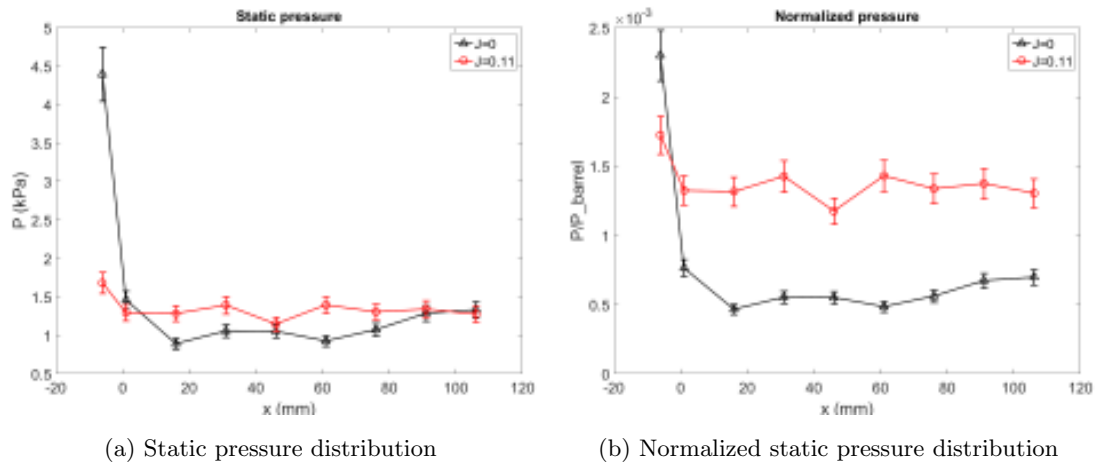 Static pressure
5
4.5
4
3.5
3
2.5
2
1.5
1
0.5
P (kPa)
-20 0 20 40 60 80 100 120
x (mm)
J=0
J=0.11
(a) Static pressure distribution
Normalized pressure
×10⁻³
2.5
2
1.5
1
0.5
0
P/P_barrel
-20 0 20 40 60 80 100 120
x (mm)
J=0
J=0.11
(b) Normalized static pressure distribution